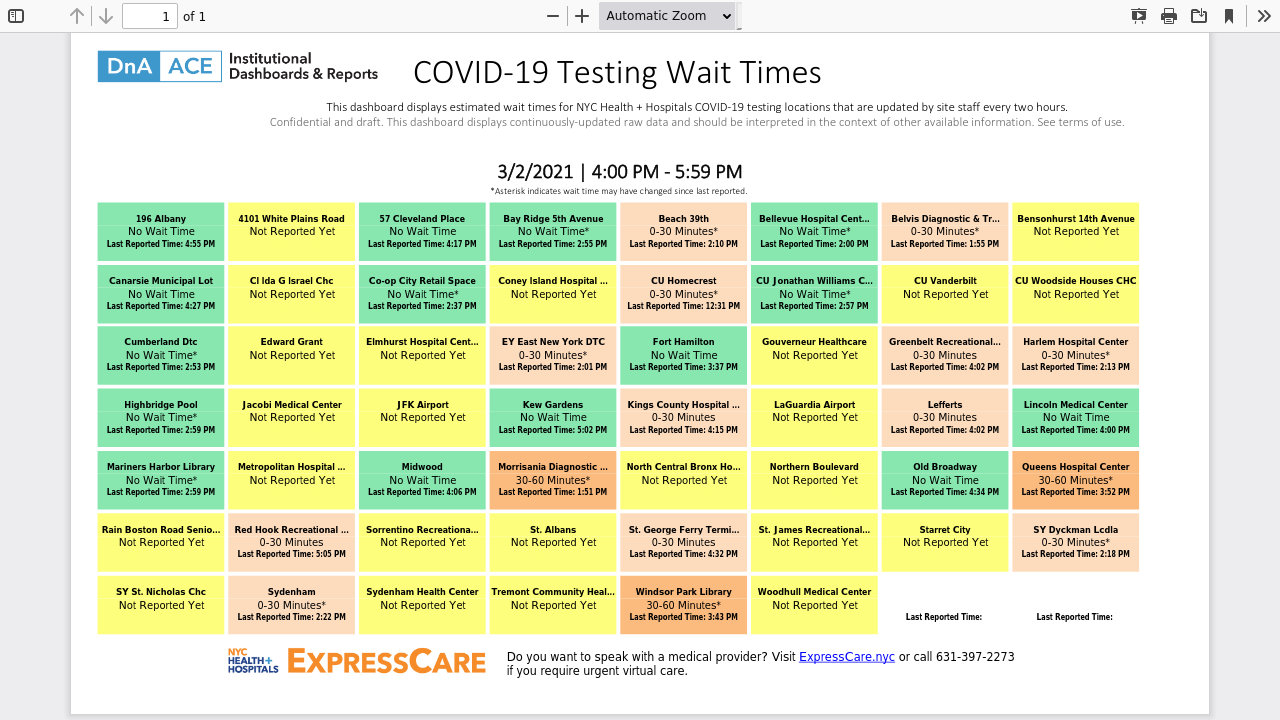 1 of 1 Automatic Zoom
DnA ACE Institutional Dashboards & Reports
COVID-19 Testing Wait Times
This dashboard displays estimated wait times for NYC Health + Hospitals COVID-19 testing locations that are updated by site staff every two hours.
Confidential and draft. This dashboard displays continuously-updated raw data and should be interpreted in the context of other available information. See terms of use.
3/2/2021 | 4:00 PM - 5:59 PM
*Asterisk indicates wait time may have changed since last reported.
196 Albany
No Wait Time
Last Reported Time: 4:55 PM
4101 White Plains Road
Not Reported Yet
57 Cleveland Place
No Wait Time
Last Reported Time: 4:17 PM
Bay Ridge 5th Avenue
No Wait Time*
Last Reported Time: 2:55 PM
Beach 39th
0-30 Minutes*
Last Reported Time: 2:10 PM
Bellevue Hospital Cent...
No Wait Time*
Last Reported Time: 2:00 PM
Belvis Diagnostic & Tr...
0-30 Minutes*
Last Reported Time: 1:55 PM
Bensonhurst 14th Avenue
Not Reported Yet
Canarsie Municipal Lot
No Wait Time
Last Reported Time: 4:27 PM
CI Ida G Israel Chc
Not Reported Yet
Co-op City Retail Space
No Wait Time*
Last Reported Time: 2:37 PM
Coney Island Hospital ...
Not Reported Yet
CU Homecrest
0-30 Minutes*
Last Reported Time: 12:31 PM
CU Jonathan Williams C...
No Wait Time*
Last Reported Time: 2:57 PM
CU Vanderbilt
Not Reported Yet
CU Woodside Houses CHC
Not Reported Yet
Cumberland Dtc
No Wait Time*
Last Reported Time: 2:53 PM
Edward Grant
Not Reported Yet
Elmhurst Hospital Cent...
Not Reported Yet
EY East New York DTC
0-30 Minutes*
Last Reported Time: 2:01 PM
Fort Hamilton
No Wait Time
Last Reported Time: 3:37 PM
Gouverneur Healthcare
Not Reported Yet
Greenbelt Recreational...
0-30 Minutes
Last Reported Time: 4:02 PM
Harlem Hospital Center
0-30 Minutes*
Last Reported Time: 2:13 PM
Highbridge Pool
No Wait Time*
Last Reported Time: 2:59 PM
Jacobi Medical Center
Not Reported Yet
JFK Airport
Not Reported Yet
Kew Gardens
No Wait Time
Last Reported Time: 5:02 PM
Kings County Hospital ...
0-30 Minutes
Last Reported Time: 4:15 PM
LaGuardia Airport
Not Reported Yet
Lefferts
0-30 Minutes
Last Reported Time: 4:02 PM
Lincoln Medical Center
No Wait Time
Last Reported Time: 4:00 PM
Mariners Harbor Library
No Wait Time*
Last Reported Time: 2:59 PM
Metropolitan Hospital ...
Not Reported Yet
Midwood
No Wait Time
Last Reported Time: 4:06 PM
Morrisania Diagnostic ...
30-60 Minutes*
Last Reported Time: 1:51 PM
North Central Bronx Ho...
Not Reported Yet
Northern Boulevard
Not Reported Yet
Old Broadway
No Wait Time
Last Reported Time: 4:34 PM
Queens Hospital Center
30-60 Minutes*
Last Reported Time: 3:52 PM
Rain Boston Road Senio...
Not Reported Yet
Red Hook Recreational ...
0-30 Minutes
Last Reported Time: 5:05 PM
Sorrentino Recreationa...
Not Reported Yet
St. Albans
Not Reported Yet
St. George Ferry Termi...
0-30 Minutes
Last Reported Time: 4:32 PM
St. James Recreational...
Not Reported Yet
Starret City
Not Reported Yet
SY Dyckman Lcdla
0-30 Minutes*
Last Reported Time: 2:18 PM
SY St. Nicholas Chc
Not Reported Yet
Sydenham
0-30 Minutes*
Last Reported Time: 2:22 PM
Sydenham Health Center
Not Reported Yet
Tremont Community Heal...
Not Reported Yet
Windsor Park Library
30-60 Minutes*
Last Reported Time: 3:43 PM
Woodhull Medical Center
Not Reported Yet
Last Reported Time:
Last Reported Time:
NYC HEALTH+ HOSPITALS
EXPRESSCARE
Do you want to speak with a medical provider? Visit ExpressCare.nyc or call 631-397-2273
if you require urgent virtual care.